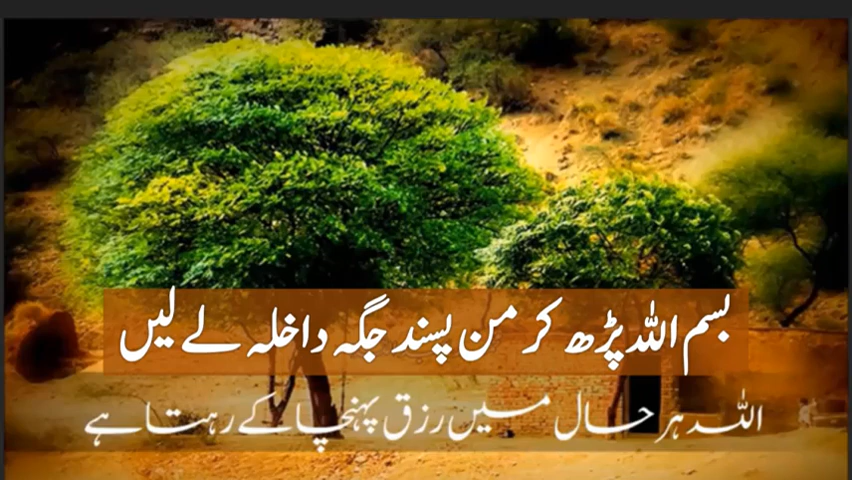 بسم اللہ پڑھ کر من پسند جگہ داخلہ لے لیں
اللہ ہر حال میں رزق پہنچا کے رہتا ہے